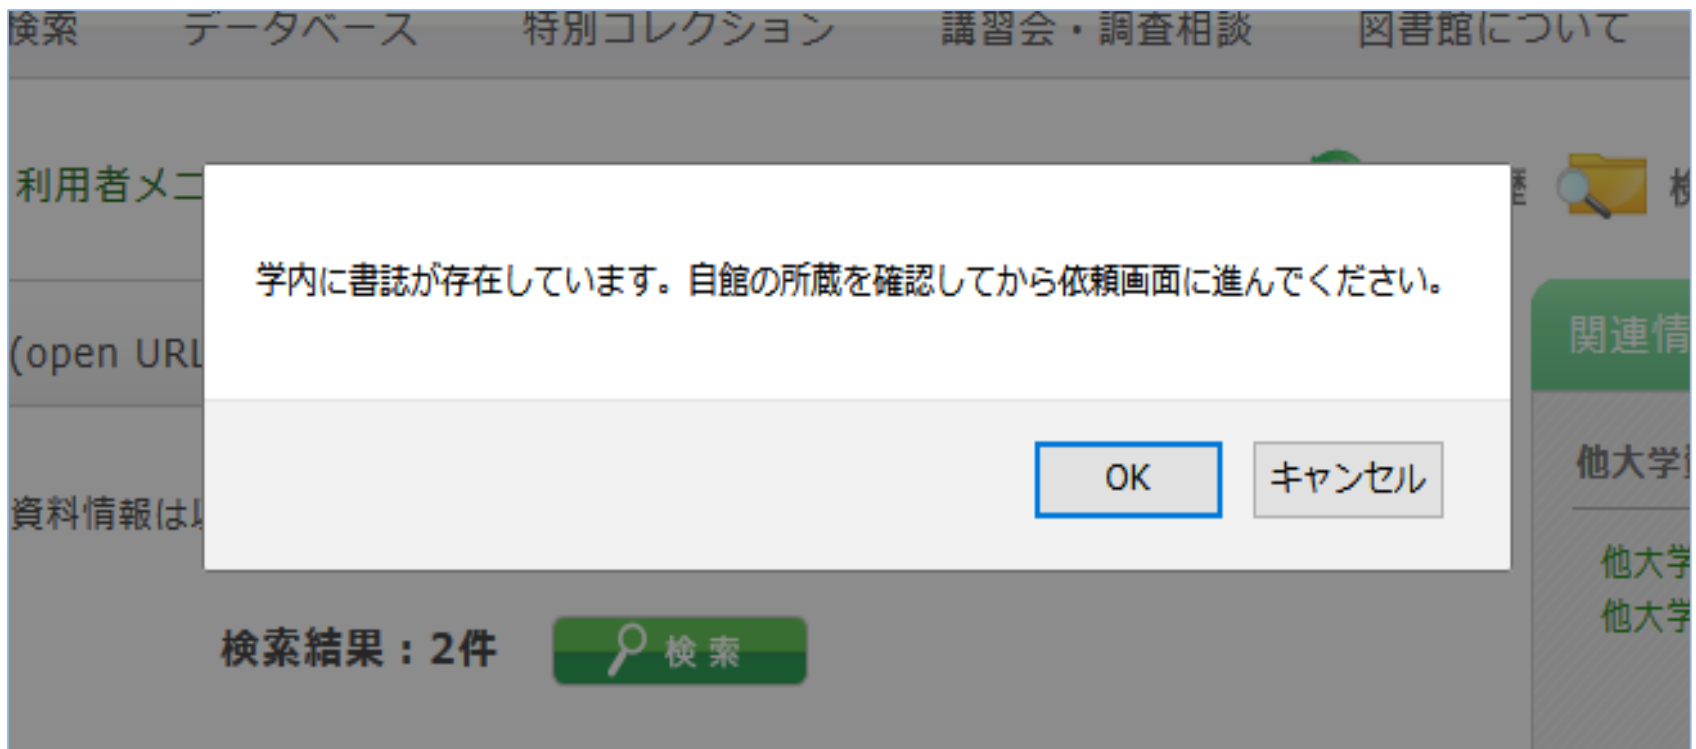 検索 データベース 特別コレクション 講習会・調査相談 図書館について
利用者メニ
歴
学内に書誌が存在しています。自館の所蔵を確認してから依頼画面に進んでください。
(open URL
関連情
OK キャンセル
他大学
資料情報は
他大学
他大学
検索結果：2件 検索